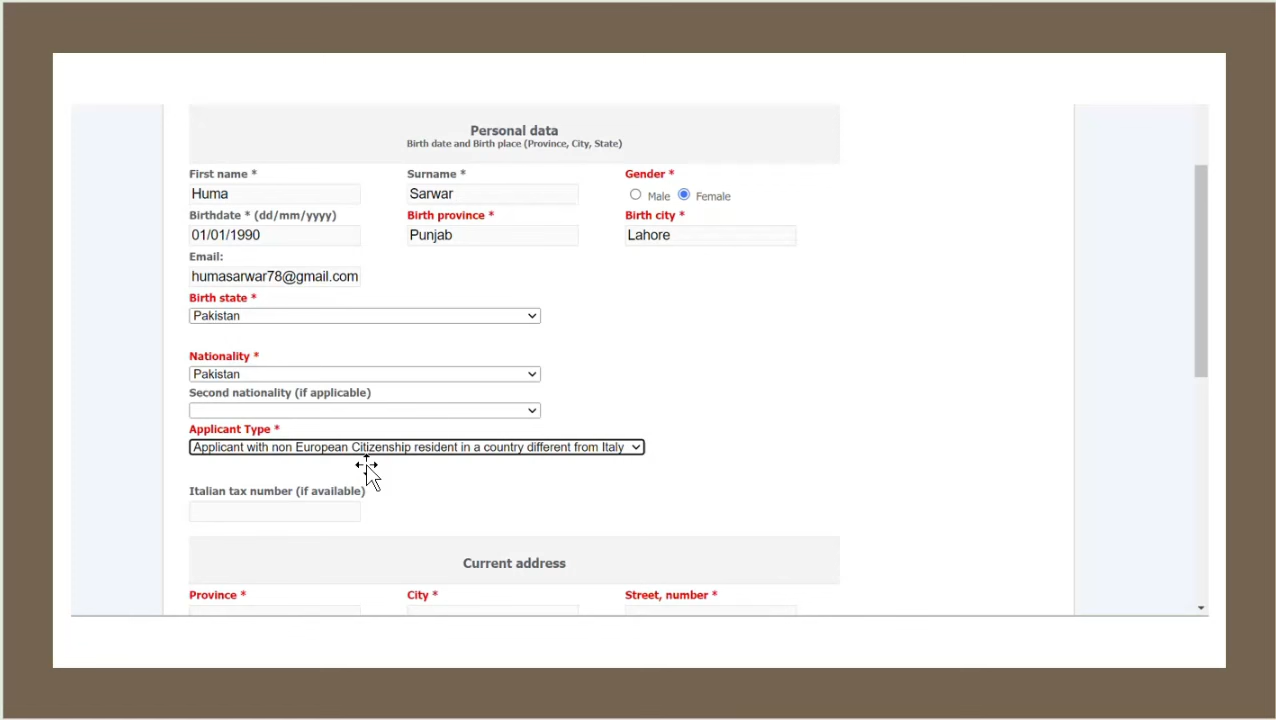 Personal data
Birth date and Birth place (Province, City, State)
First name * Surname * Gender *
Huma Sarwar Male Female
Birthdate * (dd/mm/yyyy) Birth province * Birth city *
01/01/1990 Punjab Lahore
Email:
humasarwar78@gmail.com
Birth state *
Pakistan
Nationality *
Pakistan
Second nationality (if applicable)
Applicant Type *
Applicant with non European Citizenship resident in a country different from Italy
Italian tax number (if available)
Current address
Province * City * Street, number *